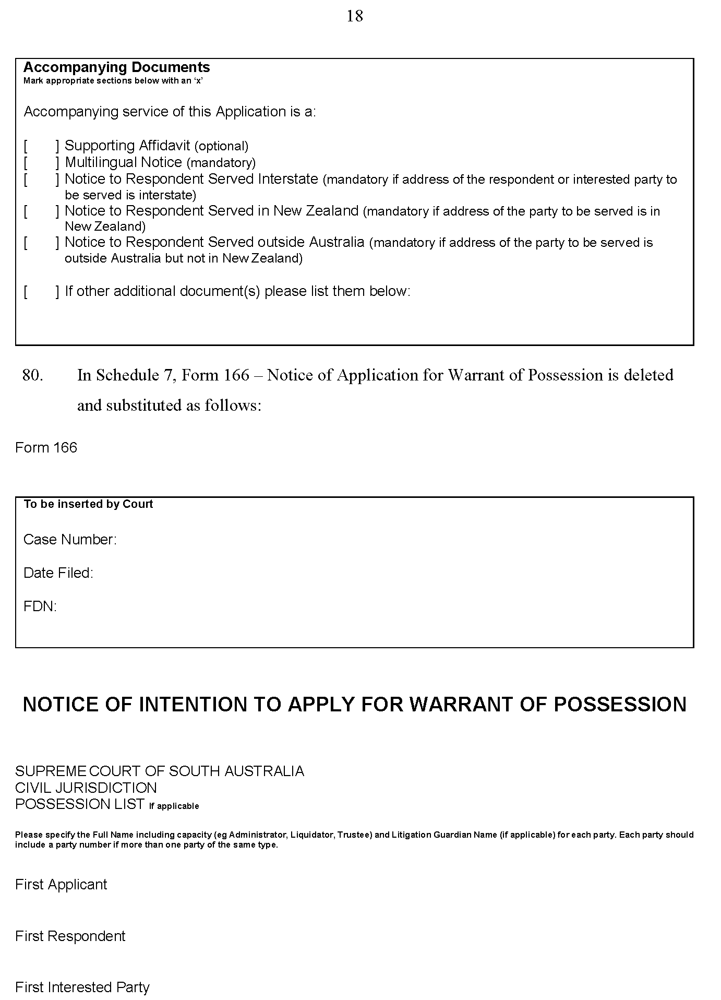 18
Accompanying Documents
Mark appropriate sections below with an ‘x’
Accompanying service of this Application is a:
[ ] Supporting Affidavit (optional)
[ ] Multilingual Notice (mandatory)
[ ] Notice to Respondent Served Interstate (mandatory if address of the respondent or interested party to
be served is interstate)
[ ] Notice to Respondent Served in New Zealand (mandatory if address of the party to be served is in
New Zealand)
[ ] Notice to Respondent Served outside Australia (mandatory if address of the party to be served is
outside Australia but not in New Zealand)
[ ] If other additional document(s) please list them below:
80. In Schedule 7, Form 166 – Notice of Application for Warrant of Possession is deleted
and substituted as follows:
Form 166
To be inserted by Court
Case Number:
Date Filed:
FDN:
NOTICE OF INTENTION TO APPLY FOR WARRANT OF POSSESSION
SUPREME COURT OF SOUTH AUSTRALIA
CIVIL JURISDICTION
POSSESSION LIST If applicable
Please specify the Full Name including capacity (eg Administrator, Liquidator, Trustee) and Litigation Guardian Name (if applicable) for each party. Each party should
include a party number if more than one party of the same type.
First Applicant
First Respondent
First Interested Party